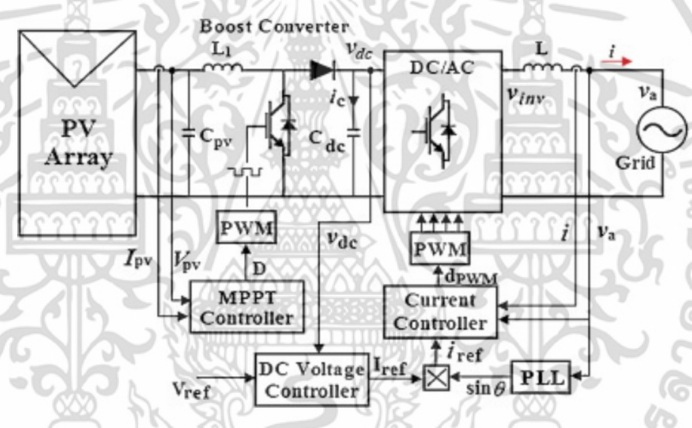 Boost Converter
PV
Array
L1
vdc
DC/AC
L
i
Cpv
ic
Cdc
vinv
va
Grid
PWM
vdc
PWM
i
va
Ipv
Vpv
D
dPWM
MPPT
Controller
Current
Controller
iref
Vref
DC Voltage
Controller
Iref
sinθ
PLL